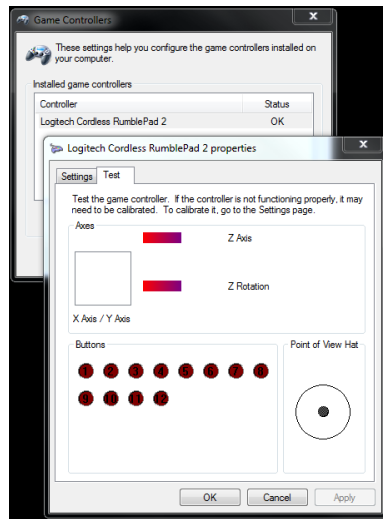 Game Controllers
x
These settings help you configure the game controllers installed on
your computer.
Installed game controllers
Controller Status
Logitech Cordless RumblePad 2 OK
Logitech Cordless RumblePad 2 properties
x
Settings Test
Test the game controller. If the controller is not functioning properly, it may
need to be calibrated. To calibrate it, go to the Settings page.
Axes
Z Axis
Z Rotation
X Axis / Y Axis
Buttons
1 2 3 4 5 6 7 8
9 10 11 12
Point of View Hat
OK Cancel Apply